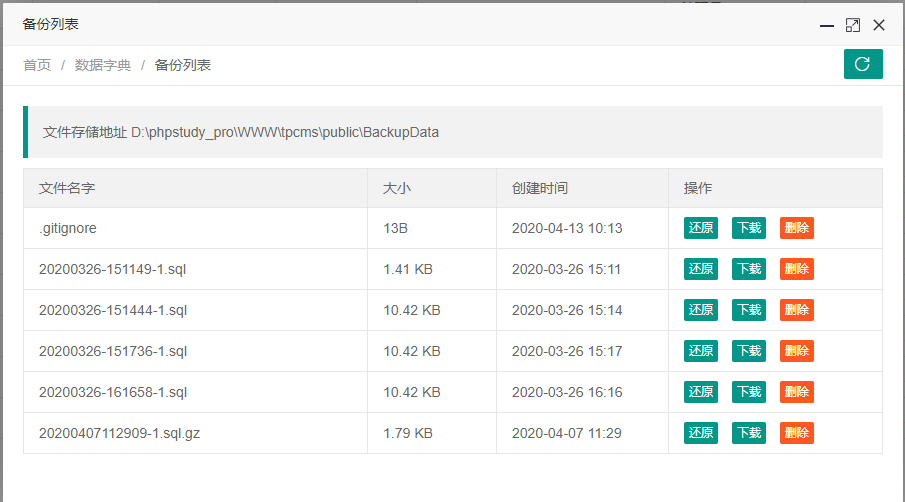 备份列表
首页 / 数据字典 / 备份列表
文件存储地址 D:\phpstudy_pro\WWW\tpcms\public\BackupData
文件名字 大小 创建时间 操作
.gitignore 13B 2020-04-13 10:13 还原 下载 删除
20200326-151149-1.sql 1.41 KB 2020-03-26 15:11 还原 下载 删除
20200326-151444-1.sql 10.42 KB 2020-03-26 15:14 还原 下载 删除
20200326-151736-1.sql 10.42 KB 2020-03-26 15:17 还原 下载 删除
20200326-161658-1.sql 10.42 KB 2020-03-26 16:16 还原 下载 删除
20200407112909-1.sql.gz 1.79 KB 2020-04-07 11:29 还原 下载 删除